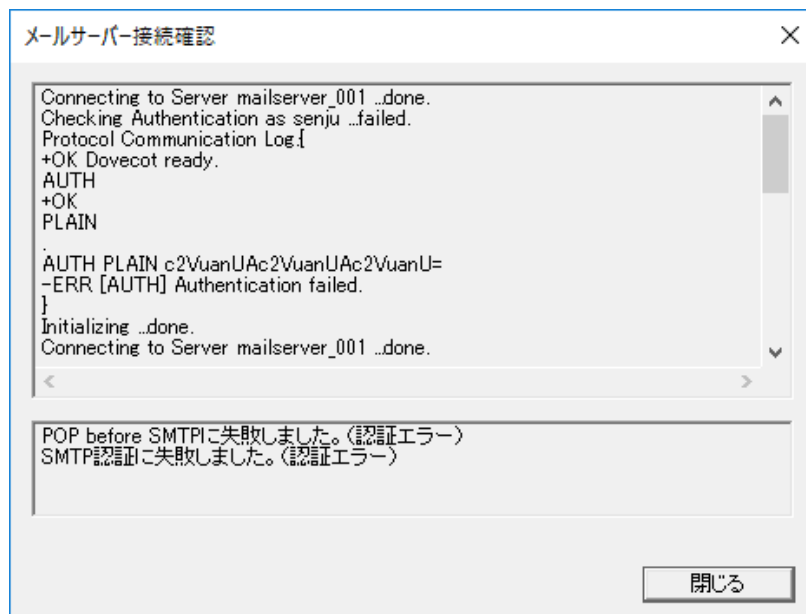 メールサーバー接続確認
Connecting to Server mailserver_001 ...done.
Checking Authentication as senju ...failed.
Protocol Communication Log:{
+OK Dovecot ready.
AUTH
+OK
PLAIN
.
AUTH PLAIN c2VuanUAc2VuanUAc2VuanU=
-ERR [AUTH] Authentication failed.
}
Initializing ...done.
Connecting to Server mailserver_001 ...done.
POP before SMTPに失敗しました。（認証エラー）
SMTP認証に失敗しました。（認証エラー）
閉じる